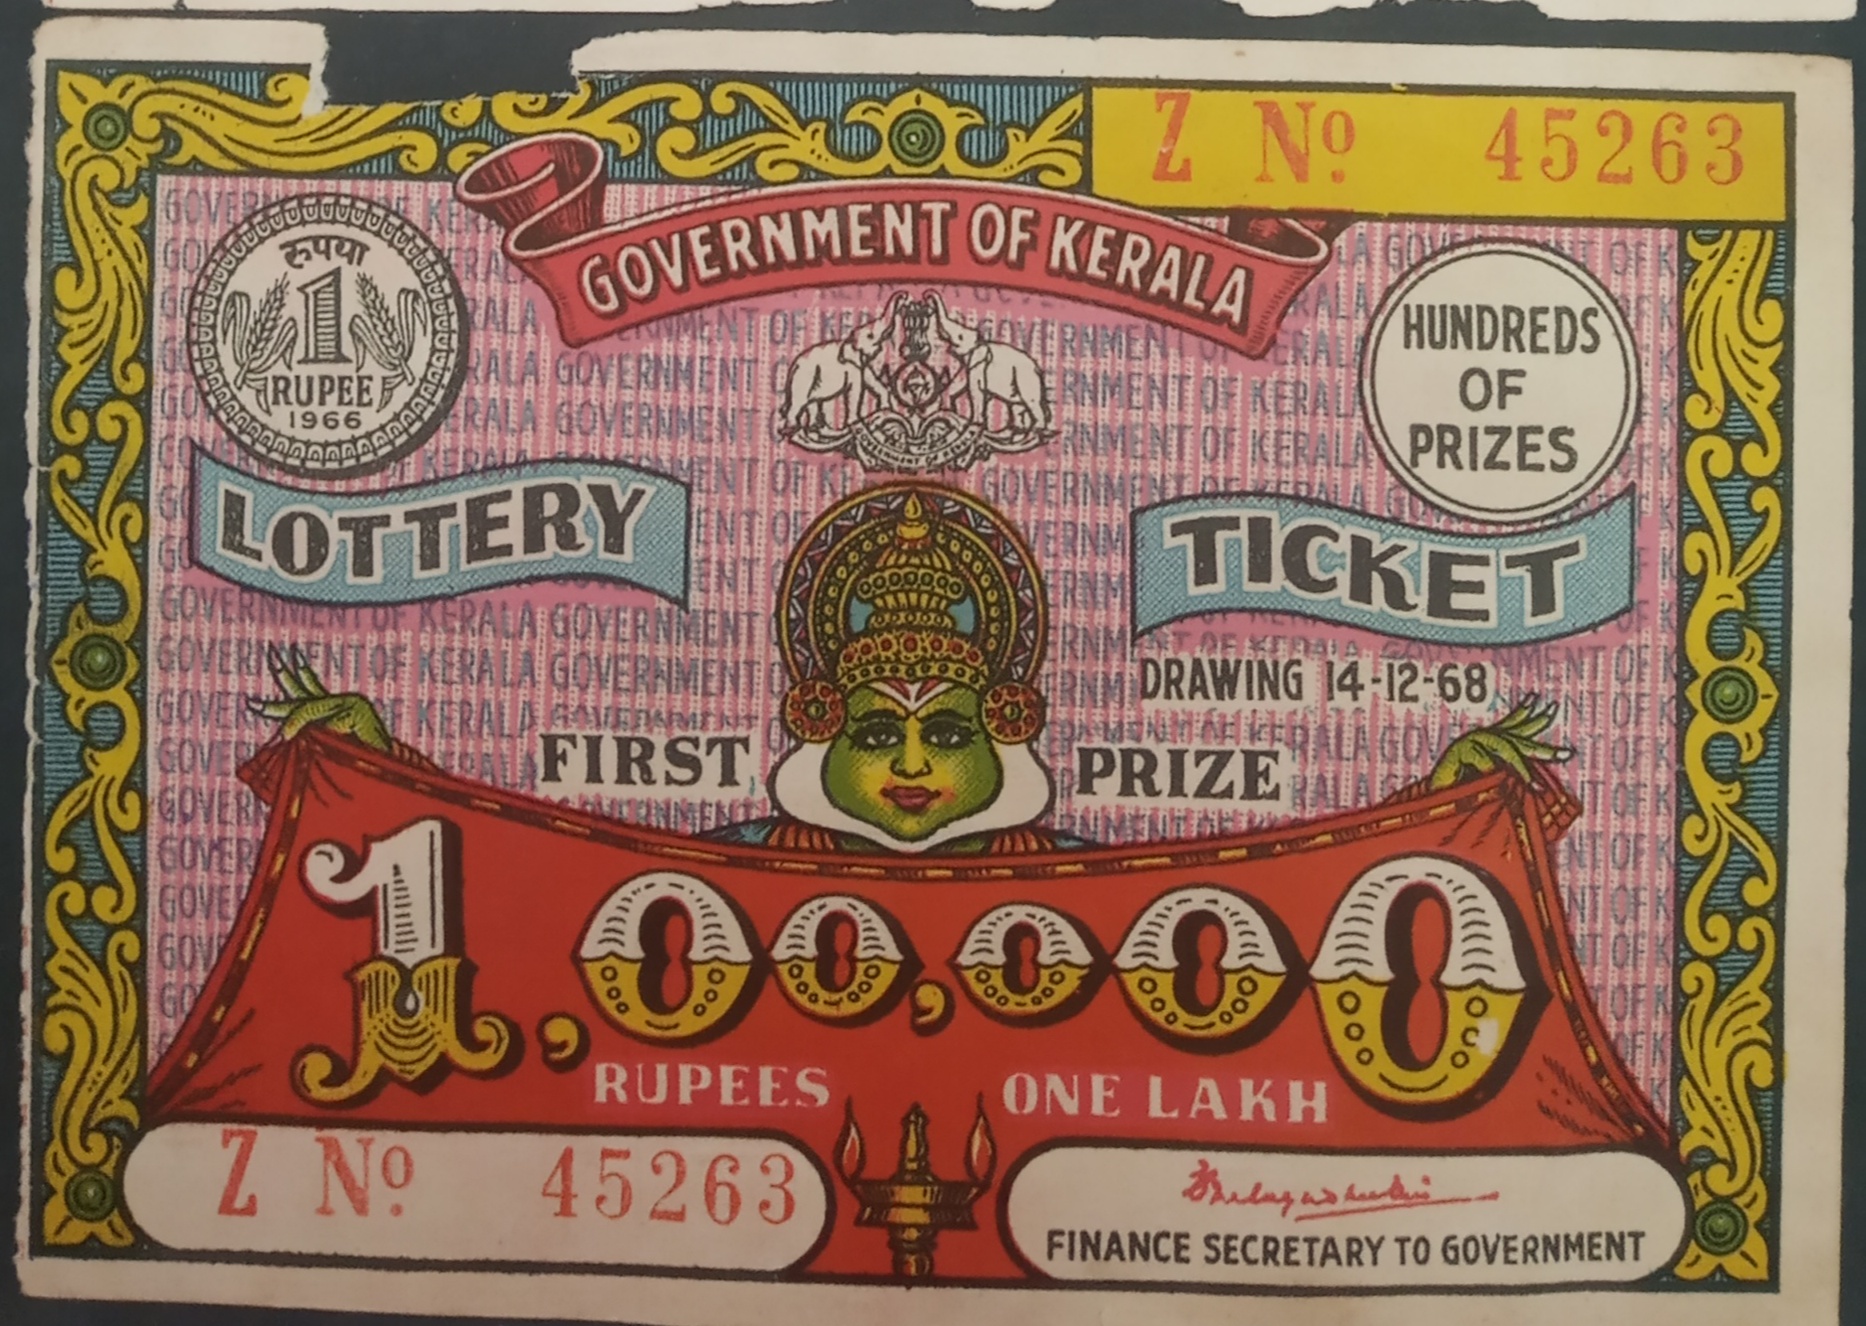 Z No 45263
GOVERNMENT OF KERALA
रुपया
1
RUPEE
1966
HUNDREDS
OF
PRIZES
LOTTERY TICKET
DRAWING 14-12-68
FIRST PRIZE
1,00,000
RUPEES ONE LAKH
Z No 45263
FINANCE SECRETARY TO GOVERNMENT